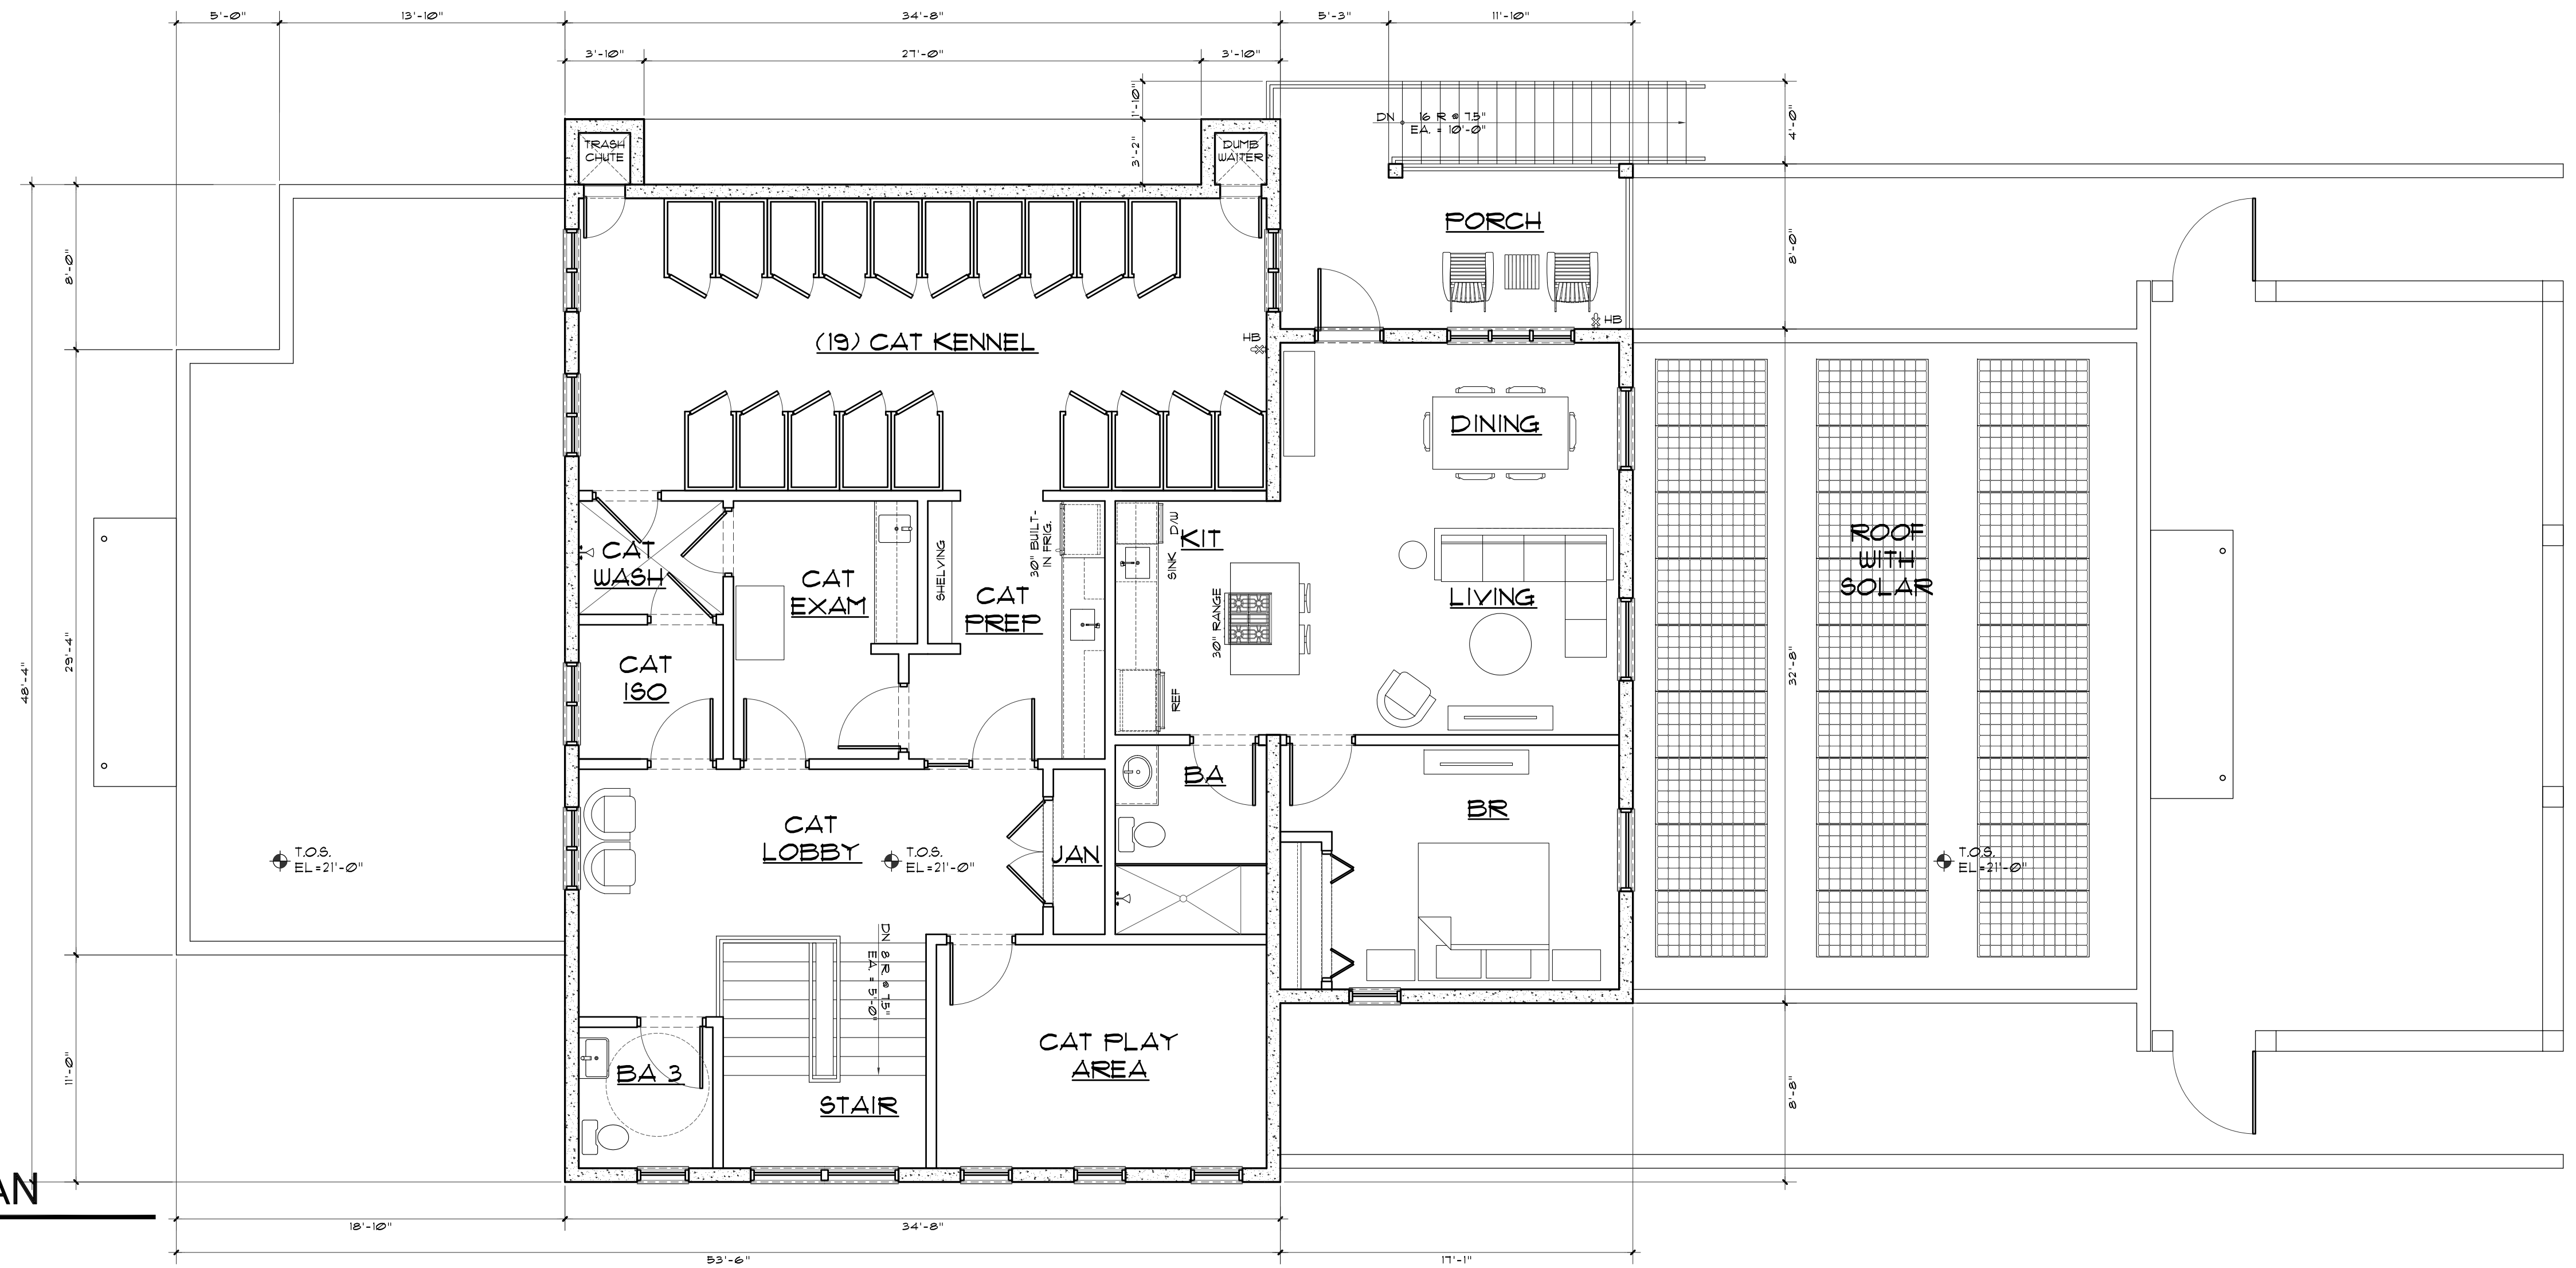 5'-0"
13'-10"
34'-8"
5'-3"
11'-10"
3'-10"
27'-0"
3'-10"
1'-10"
3'-2"
4'-0"
DN
16 R @ 7.5"
EA. = 10'-0"
TRASH
CHUTE
DUMB
WAITER
PORCH
8'-0"
8'-0"
HB
HB
(19) CAT KENNEL
DINING
48'-4"
29'-4"
30" BUILT-
IN FRIG.
D/W
SINK
KIT
SHELVING
CAT
WASH
CAT
EXAM
CAT
PREP
30" RANGE
LIVING
ROOF
WITH
SOLAR
CAT
ISO
REF
32'-8"
BA
BR
CAT
LOBBY
JAN
T.O.S.
EL=21'-0"
T.O.S.
EL=21'-0"
T.O.S.
EL=21'-0"
DN 8 R. @ 7.5"
EA. = 5'-0"
11'-0"
BA 3
STAIR
CAT PLAY
AREA
8'-8"
AN
18'-10"
34'-8"
53'-6"
17'-1"